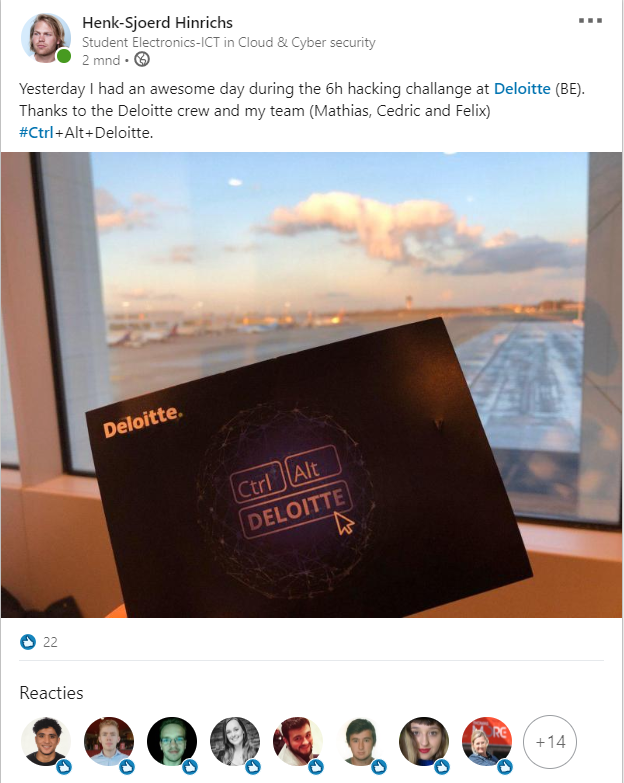 Henk-Sjoerd Hinrichs
Student Electronics-ICT in Cloud & Cyber security
2 mnd •
Yesterday I had an awesome day during the 6h hacking challange at Deloitte (BE).
Thanks to the Deloitte crew and my team (Mathias, Cedric and Felix)
#Ctrl+Alt+Deloitte.
Deloitte.
Ctrl Alt
DELOITTE
22
Reacties
RE
+14